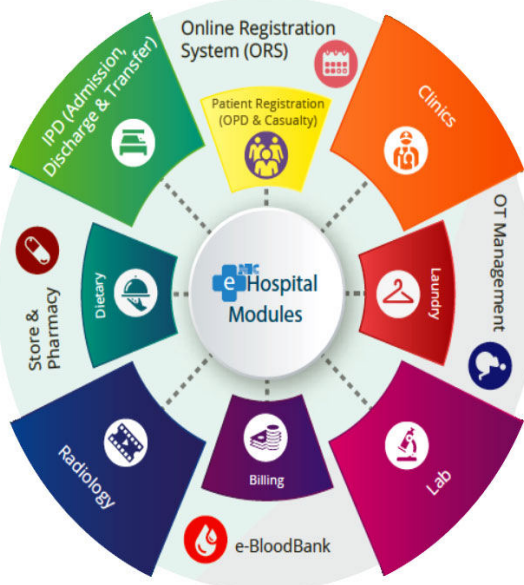 Online Registration
System (ORS)
IPD (Admission,
Discharge & Transfer)
Patient Registration
(OPD & Casualty)
Clinics
OT Management
Dietary
NIC
e Hospital
Modules
Laundry
Store &
Pharmacy
Radiology
Billing
Lab
e-BloodBank